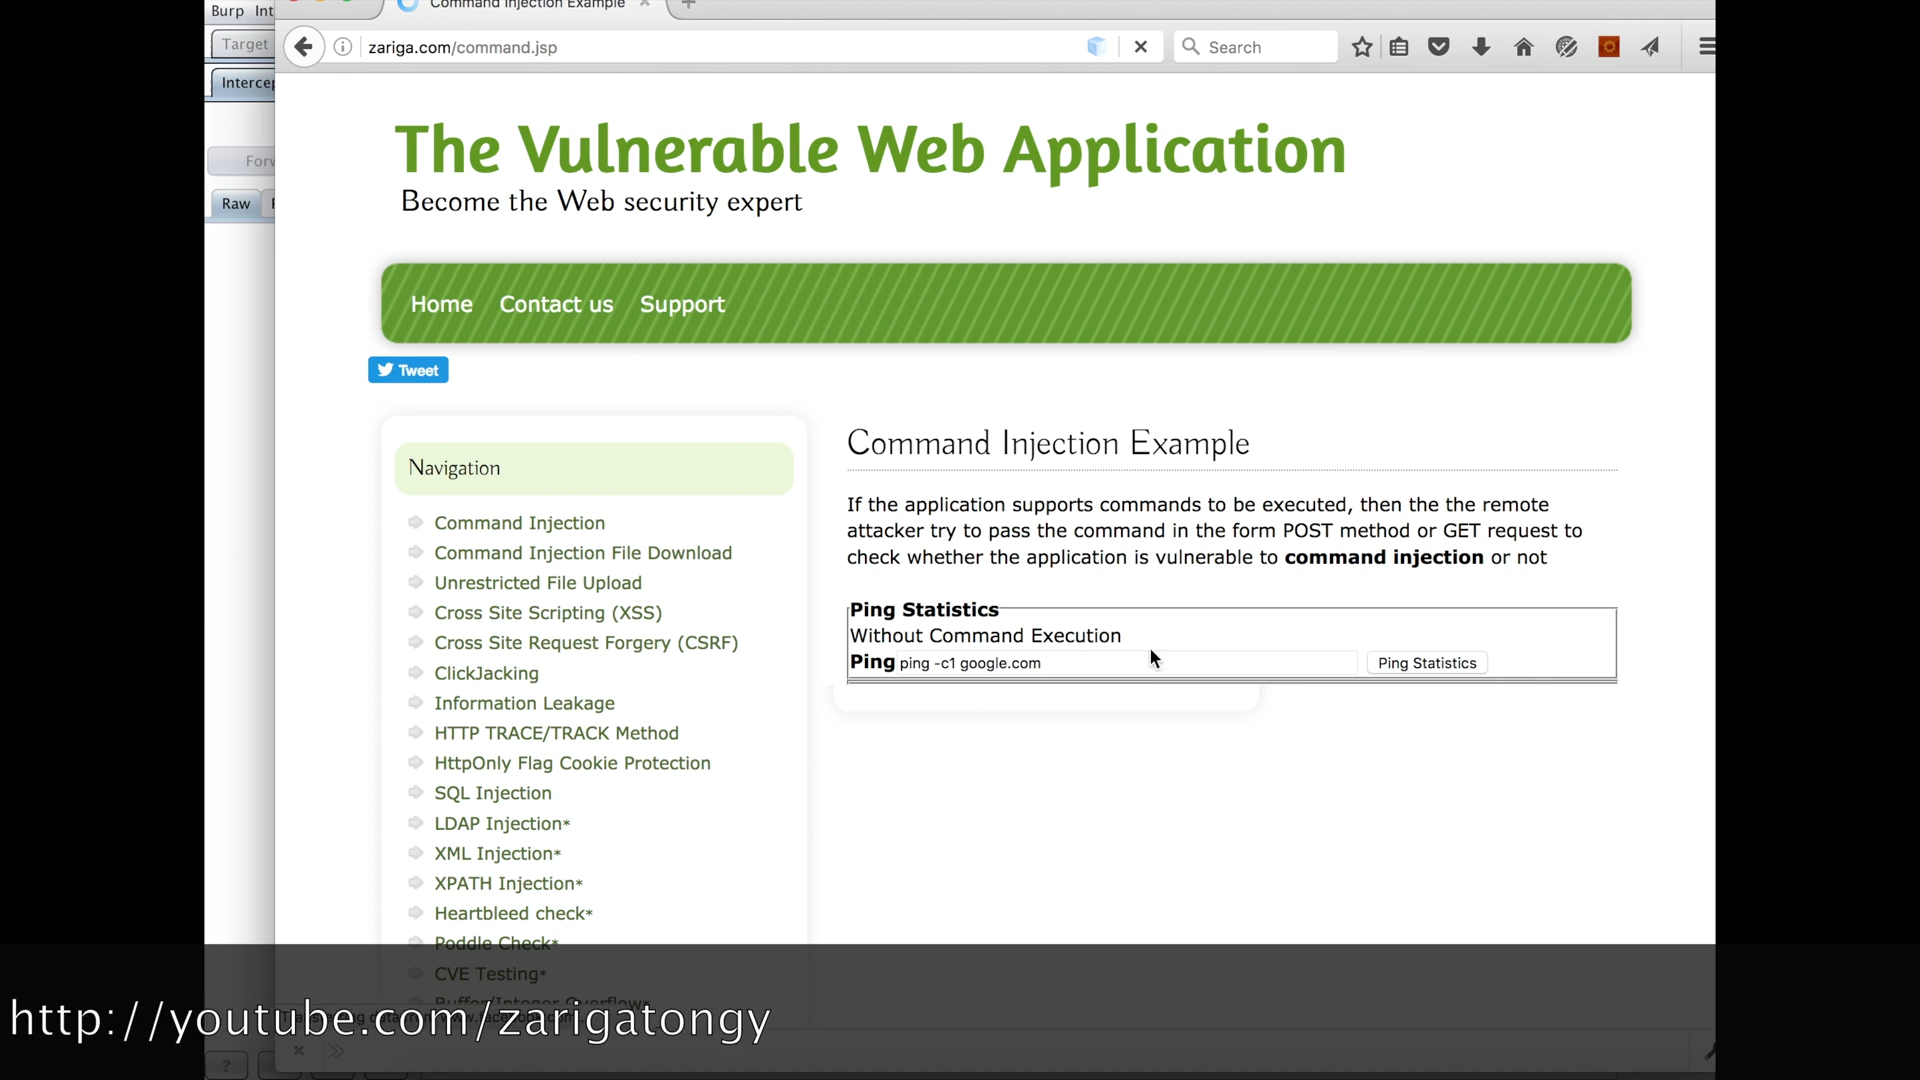 Burp Int
Command Injection Example
Target
zariga.com/command.jsp
Search
Intercep
The Vulnerable Web Application
Become the Web security expert
Forw
Raw
Home
Contact us
Support
Tweet
Navigation
Command Injection
Command Injection File Download
Unrestricted File Upload
Cross Site Scripting (XSS)
Cross Site Request Forgery (CSRF)
ClickJacking
Information Leakage
HTTP TRACE/TRACK Method
HttpOnly Flag Cookie Protection
SQL Injection
LDAP Injection*
XML Injection*
XPATH Injection*
Heartbleed check*
Poddle Check*
CVE Testing*
Buffer/Integer Overflow*
Command Injection Example
If the application supports commands to be executed, then the the remote
attacker try to pass the command in the form POST method or GET request to
check whether the application is vulnerable to command injection or not
Ping Statistics
Without Command Execution
Ping ping -c1 google.com
Ping Statistics
http://youtube.com/zarigatongy